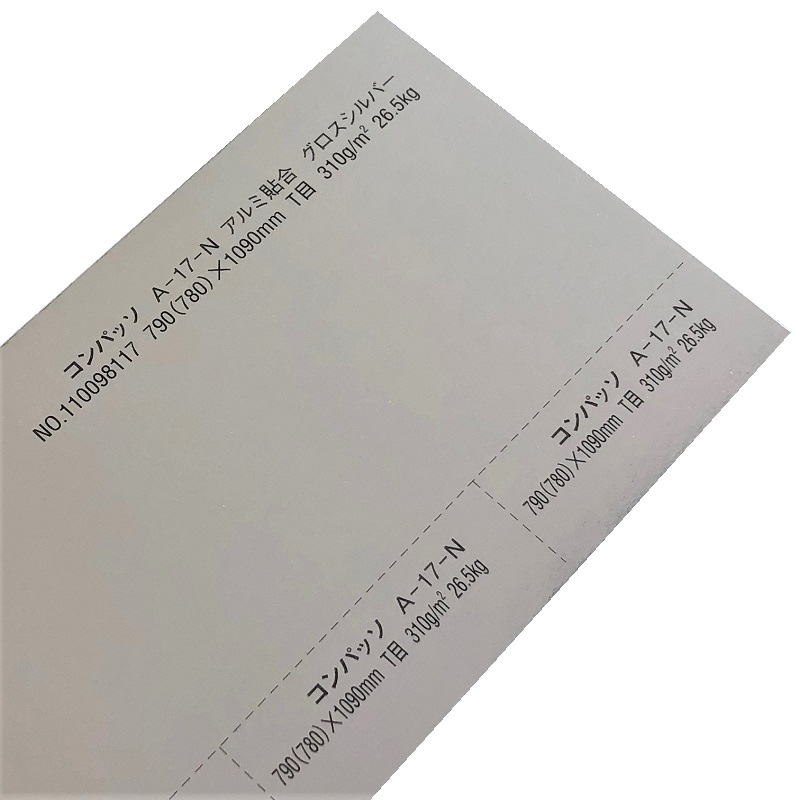 コンパッソ A-17-N アルミ貼合 グロスシルバー
NO.110098117 790(780)×1090mm T目 310g/m² 26.5kg
コンパッソ A-17-N
790(780)×1090mm T目 310g/m² 26.5kg
コンパッソ A-17-N
790(780)×1090mm T目 310g/m² 26.5kg